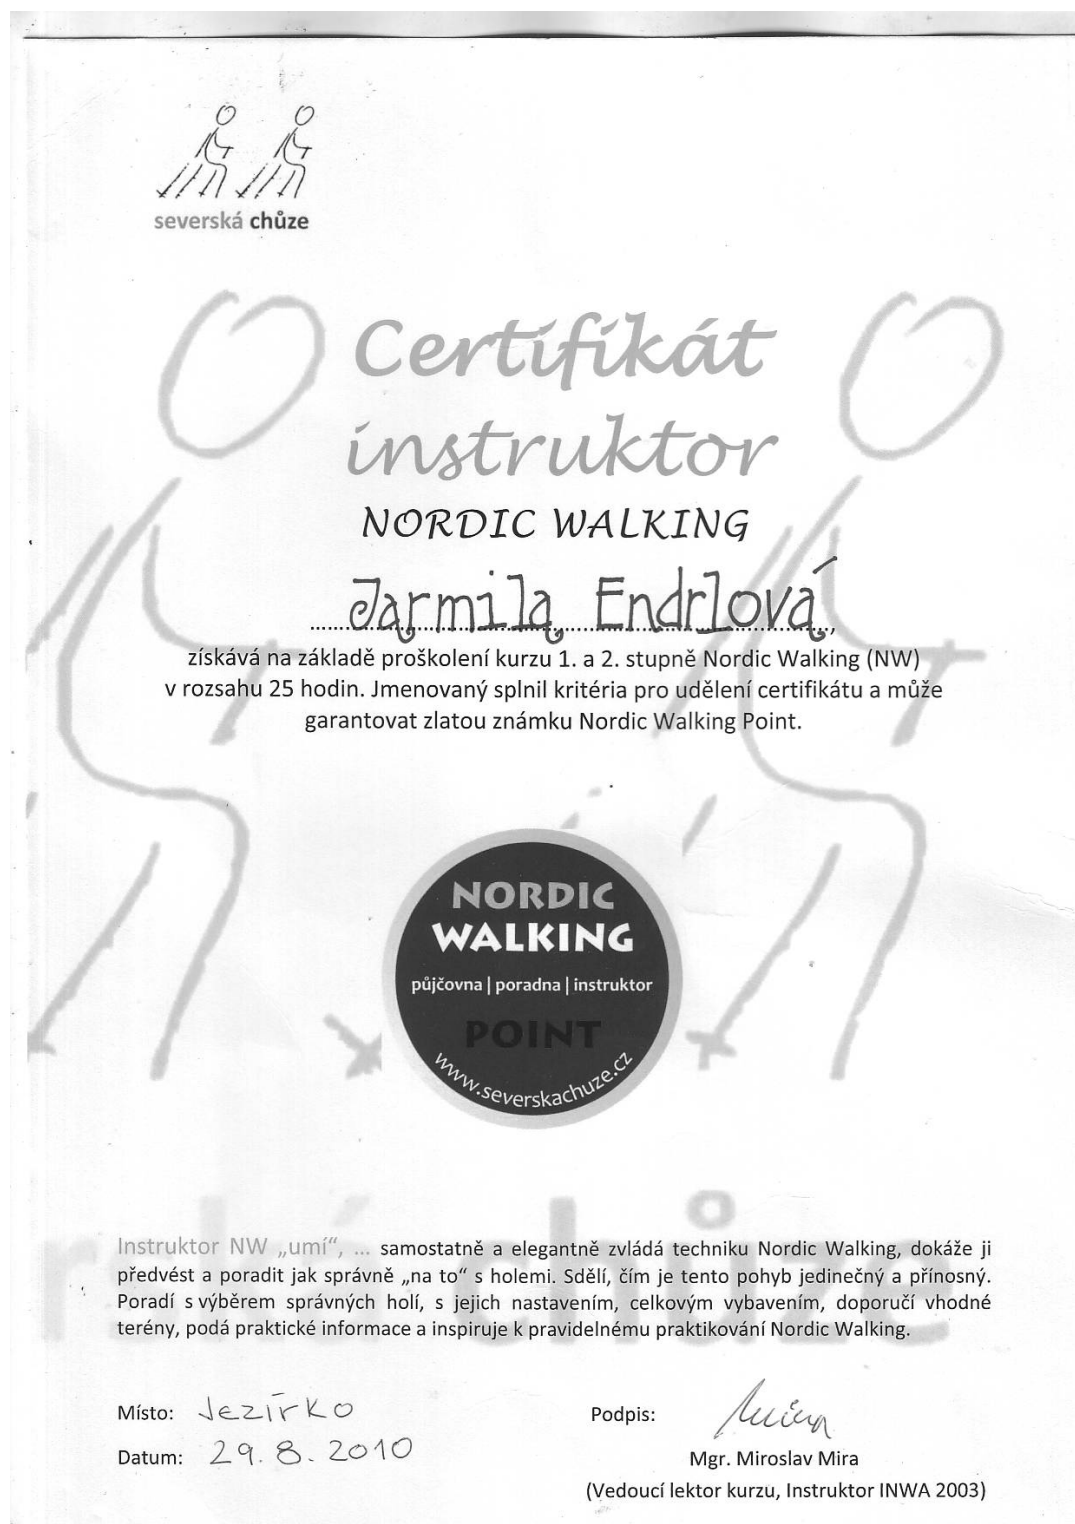 severská chůze
Certifikát
instruktor
NORDIC WALKING
Jarmila Endrlová,
získává na základě proškolení kurzu 1. a 2. stupně Nordic Walking (NW)
v rozsahu 25 hodin. Jmenovaný splnil kritéria pro udělení certifikátu a může
garantovat zlatou známku Nordic Walking Point.
NORDIC
WALKING
půjčovna | poradna | instruktor
POINT
www.severskachuze.cz
rská chůze
Instruktor NW „umí“, ... samostatně a elegantně zvládá techniku Nordic Walking, dokáže ji
předvést a poradit jak správně „na to“ s holemi. Sdělí, čím je tento pohyb jedinečný a přínosný.
Poradí s výběrem správných holí, s jejich nastavením, celkovým vybavením, doporučí vhodné
terény, podá praktické informace a inspiruje k pravidelnému praktikování Nordic Walking.
Místo: Jezírko
Podpis: Mira
Datum: 29. 8. 2010
Mgr. Miroslav Mira
(Vedoucí lektor kurzu, Instruktor INWA 2003)